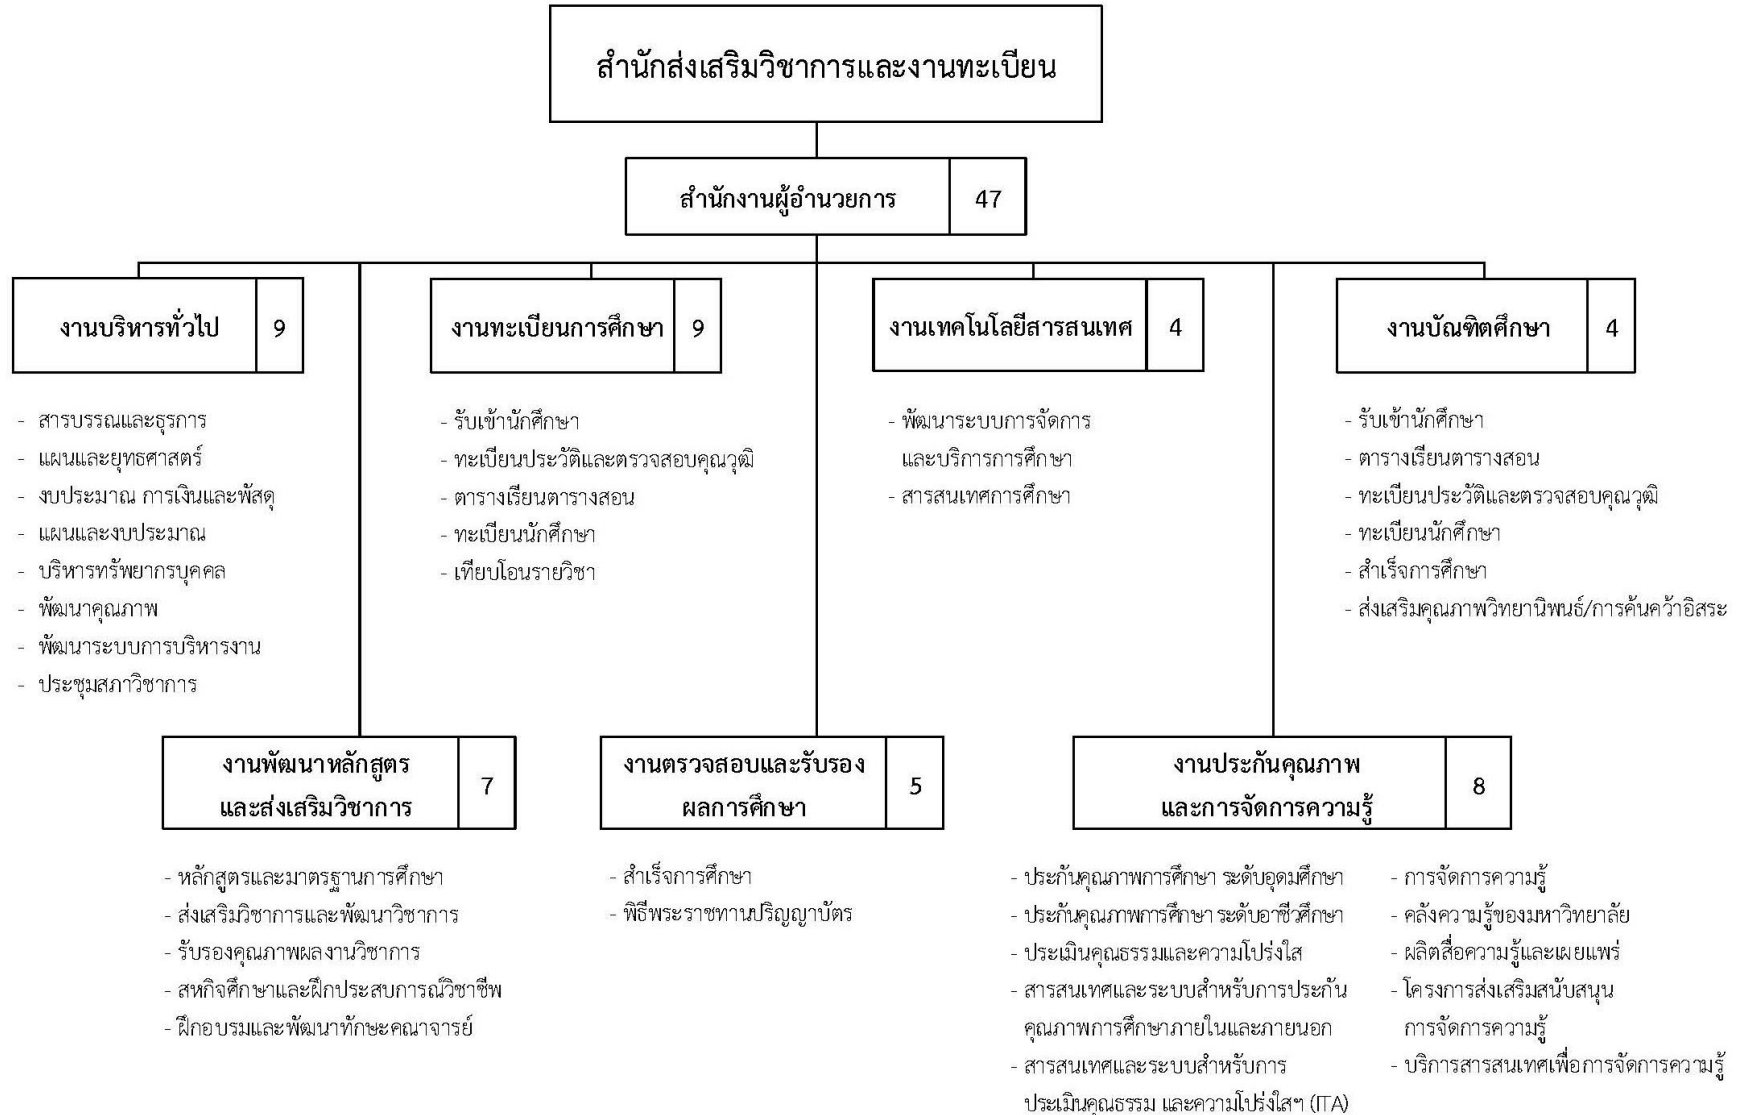 สำนักส่งเสริมวิชาการและงานทะเบียน
สำนักงานผู้อำนวยการ 47
งานบริหารทั่วไป 9
- สารบรรณและธุรการ
- แผนและยุทธศาสตร์
- งบประมาณ การเงินและพัสดุ
- แผนและงบประมาณ
- บริหารทรัพยากรบุคคล
- พัฒนาคุณภาพ
- พัฒนาระบบการบริหารงาน
- ประชุมสภาวิชาการ
งานทะเบียนการศึกษา 9
- รับเข้านักศึกษา
- ทะเบียนประวัติและตรวจสอบคุณวุฒิ
- ตารางเรียนตารางสอน
- ทะเบียนนักศึกษา
- เทียบโอนรายวิชา
งานเทคโนโลยีสารสนเทศ 4
- พัฒนาระบบการจัดการ
และบริการการศึกษา
- สารสนเทศการศึกษา
งานบัณฑิตศึกษา 4
- รับเข้านักศึกษา
- ตารางเรียนตารางสอน
- ทะเบียนประวัติและตรวจสอบคุณวุฒิ
- ทะเบียนนักศึกษา
- สำเร็จการศึกษา
- ส่งเสริมคุณภาพวิทยานิพนธ์/การค้นคว้าอิสระ
งานพัฒนาหลักสูตร
และส่งเสริมวิชาการ 7
- หลักสูตรและมาตรฐานการศึกษา
- ส่งเสริมวิชาการและพัฒนาวิชาการ
- รับรองคุณภาพผลงานวิชาการ
- สหกิจศึกษาและฝึกประสบการณ์วิชาชีพ
- ฝึกอบรมและพัฒนาทักษะคณาจารย์
งานตรวจสอบและรับรอง
ผลการศึกษา 5
- สำเร็จการศึกษา
- พิธีพระราชทานปริญญาบัตร
งานประกันคุณภาพ
และการจัดการความรู้ 8
- ประกันคุณภาพการศึกษา ระดับอุดมศึกษา
- ประกันคุณภาพการศึกษา ระดับอาชีวศึกษา
- ประเมินคุณธรรมและความโปร่งใส
- สารสนเทศและระบบสำหรับการประกัน
คุณภาพการศึกษาภายในและภายนอก
- สารสนเทศและระบบสำหรับการ
ประเมินคุณธรรม และความโปร่งใสฯ (ITA)
- การจัดการความรู้
- คลังความรู้ของมหาวิทยาลัย
- ผลิตสื่อความรู้และเผยแพร่
- โครงการส่งเสริมสนับสนุน
การจัดการความรู้
- บริการสารสนเทศเพื่อการจัดการความรู้